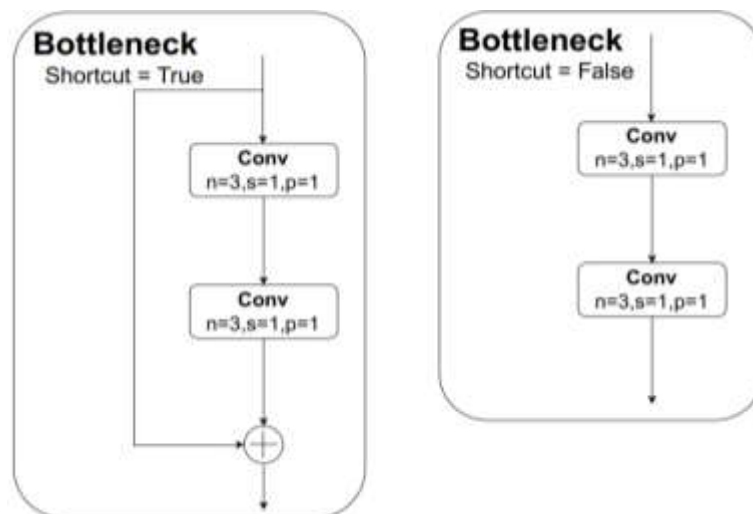 Bottleneck
Shortcut = True
Conv
n=3,s=1,p=1
Conv
n=3,s=1,p=1
Bottleneck
Shortcut = False
Conv
n=3,s=1,p=1
Conv
n=3,s=1,p=1